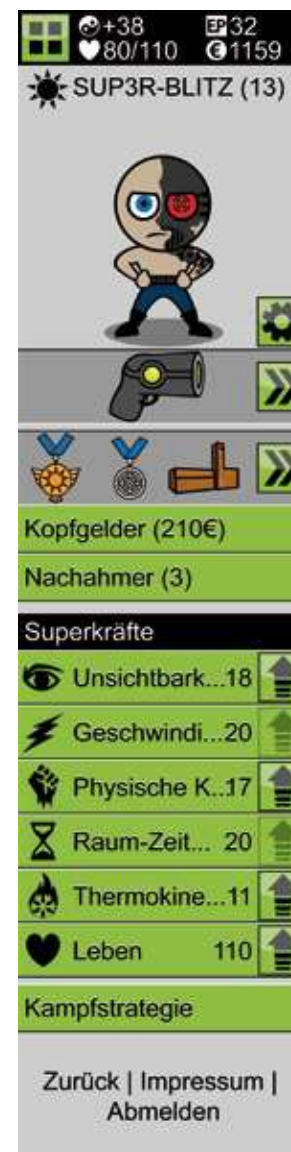 +38 EP 32
80/110 € 1159
SUP3R-BLITZ (13)
Kopfgelder (210€)
Nachahmer (3)
Superkräfte
Unsichtbark...18
Geschwindi...20
Physische K..17
Raum-Zeit... 20
Thermokine...11
Leben 110
Kampfstrategie
Zurück | Impressum |
Abmelden